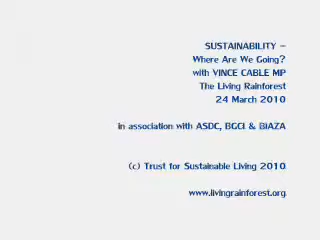 SUSTAINABILITY –
Where Are We Going?
with VINCE CABLE MP
The Living Rainforest
24 March 2010
in association with ASDC, BGCI & BIAZA
(c) Trust for Sustainable Living 2010
www.livingrainforest.org